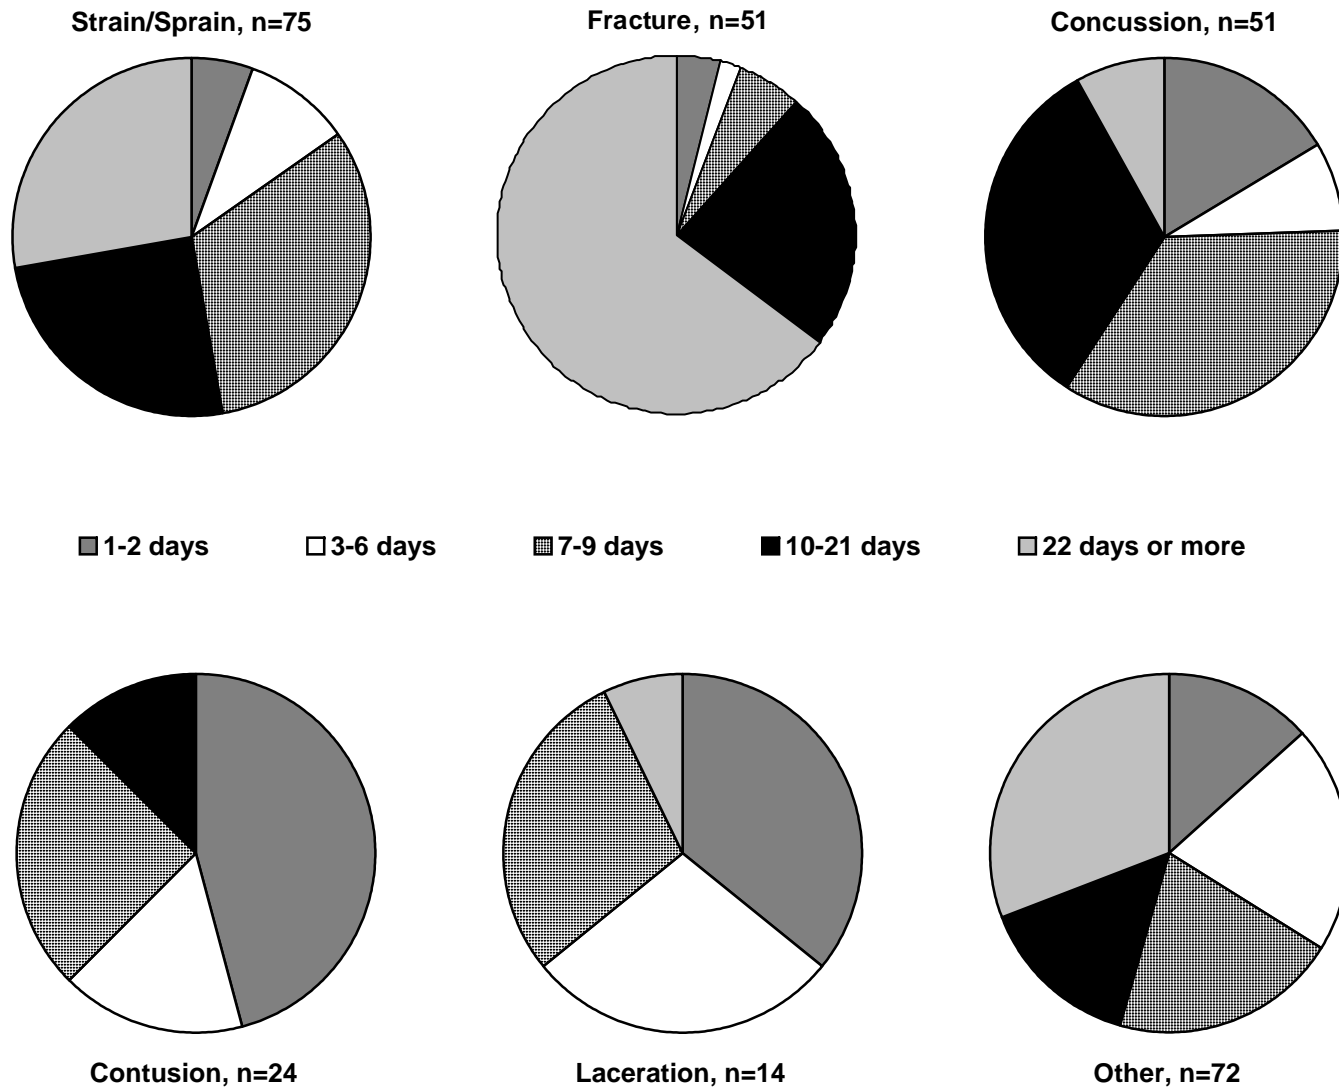 Strain/Sprain, n=75
Fracture, n=51
Concussion, n=51
1-2 days
3-6 days
7-9 days
10-21 days
22 days or more
Contusion, n=24
Laceration, n=14
Other, n=72